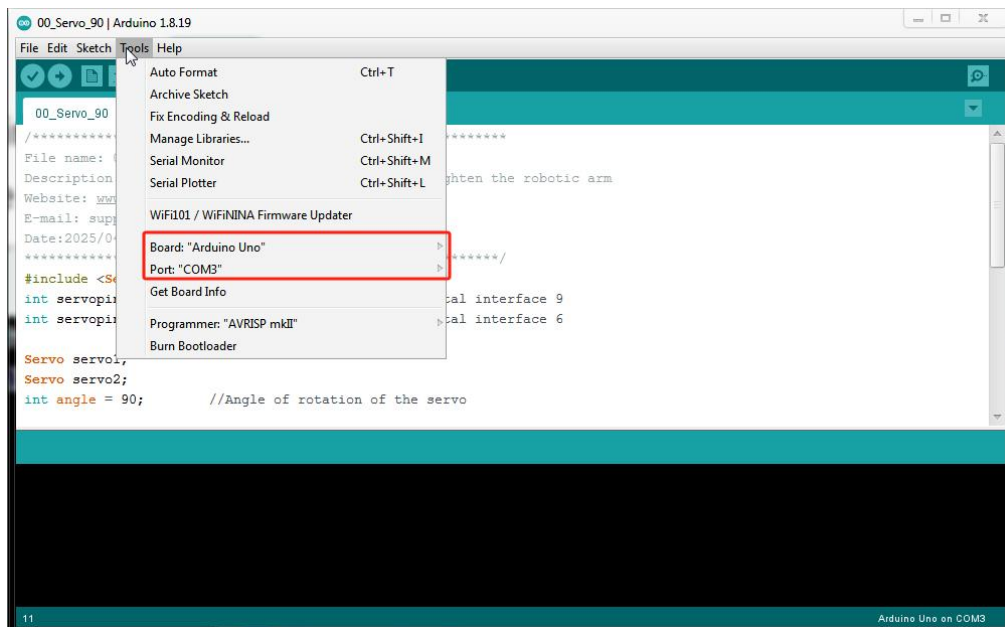 00_Servo_90 | Arduino 1.8.19
File Edit Sketch Tools Help
Auto Format Ctrl+T
Archive Sketch
00_Servo_90
Fix Encoding & Reload
/***********
Manage Libraries... Ctrl+Shift+I
********
File name:
Serial Monitor Ctrl+Shift+M
Description
Serial Plotter Ctrl+Shift+L
ghten the robotic arm
Website:
WiFi101 / WiFiNINA Firmware Updater
E-mail: supp
Date:2025/0
Board: "Arduino Uno"
************
*******/
Port: "COM3"
#include <Se
Get Board Info
int servopin
tal interface 9
int servopin
Programmer: "AVRISP mkII"
tal interface 6
Burn Bootloader
Servo servo1;
Servo servo2;
int angle = 90; //Angle of rotation of the servo
11
Arduino Uno on COM3